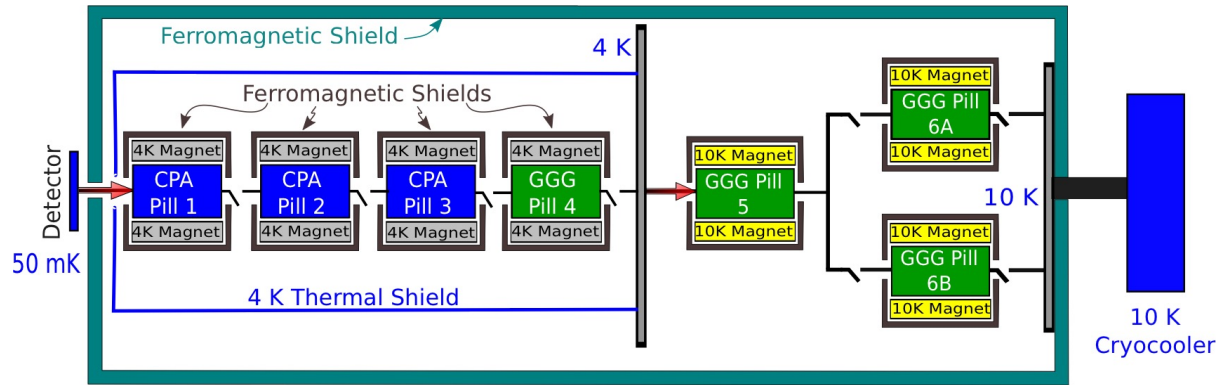 Ferromagnetic Shield
4 K
Ferromagnetic Shields
4K Magnet
CPA
Pill 1
4K Magnet
4K Magnet
CPA
Pill 2
4K Magnet
4K Magnet
CPA
Pill 3
4K Magnet
4K Magnet
GGG
Pill 4
4K Magnet
Detector
50 mK
4 K Thermal Shield
10K Magnet
GGG Pill
5
10K Magnet
10K Magnet
GGG Pill
6A
10K Magnet
10K Magnet
GGG Pill
6B
10K Magnet
10 K
10 K
Cryocooler